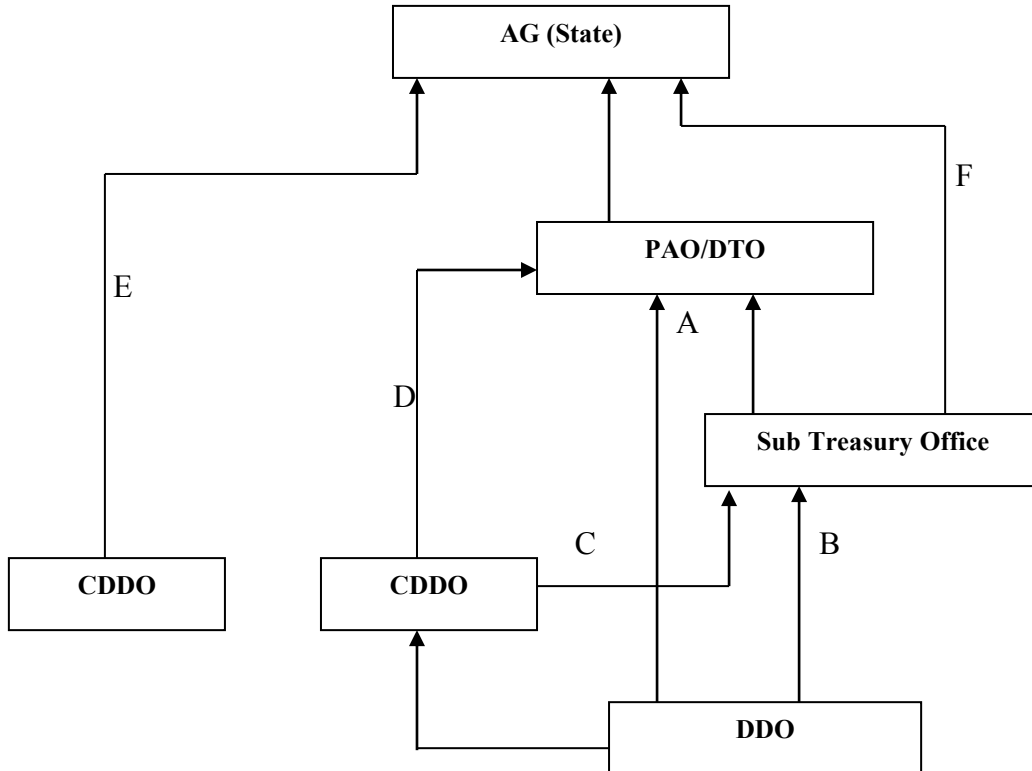 AG (State)
F
PAO/DTO
E
A
D
Sub Treasury Office
C
B
CDDO
CDDO
DDO